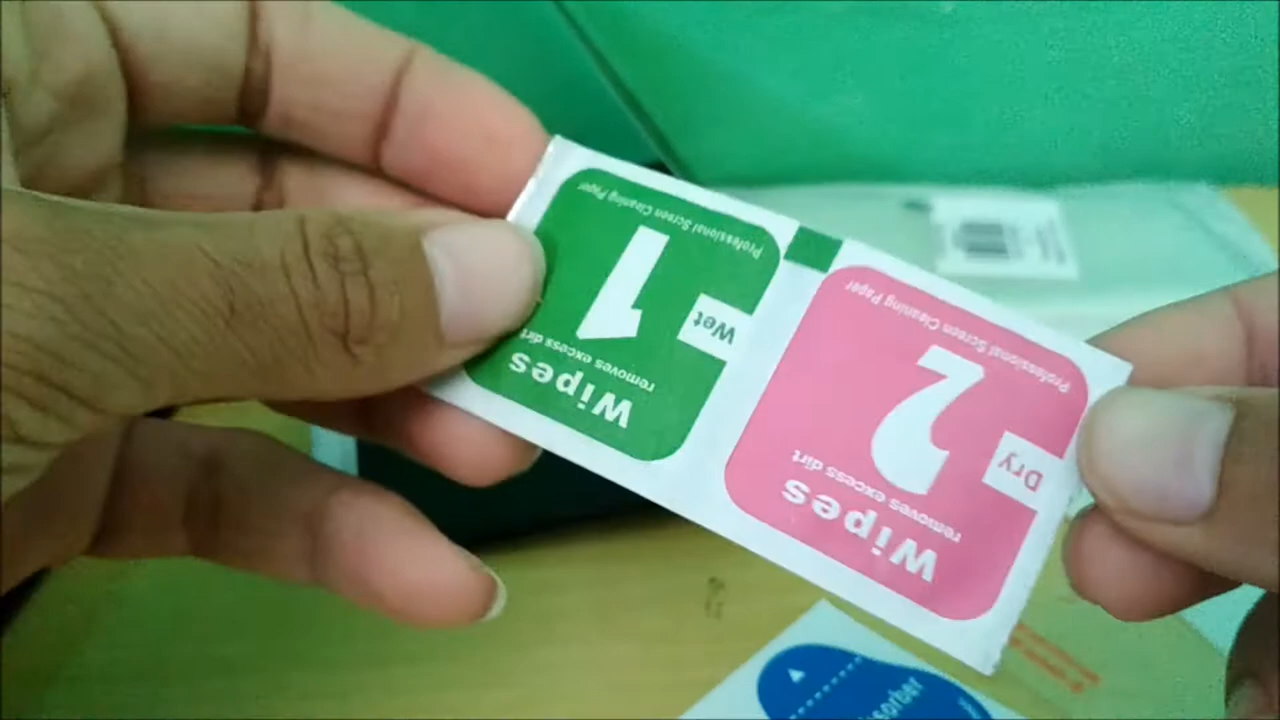 Wipes
removes excess dirt
1
Wet
Professional Screen Cleaning Paper
Wipes
removes excess dirt
2
Dry
Professional Screen Cleaning Paper